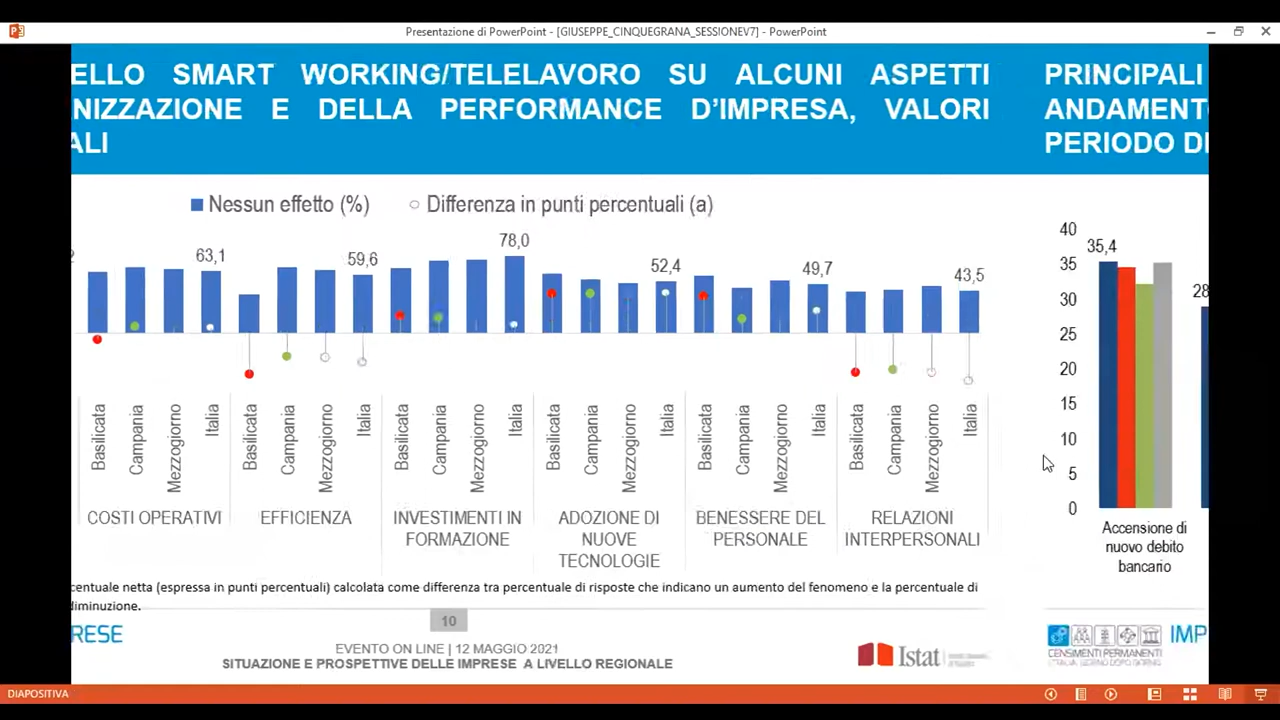 Presentazione di PowerPoint - [GIUSEPPE_CINQUEGRANA_SESSIONEV7] - PowerPoint
ELLO SMART WORKING/TELELAVORO SU ALCUNI ASPETTI
NIZZAZIONE E DELLA PERFORMANCE D'IMPRESA, VALORI
ALI
PRINCIPALI
ANDAMENT
PERIODO D
Nessun effetto (%)
Differenza in punti percentuali (a)
2
63,1
59,6
78,0
52,4
49,7
43,5
Basilicata
Campania
Mezzogiorno
Italia
Basilicata
Campania
Mezzogiorno
Italia
Basilicata
Campania
Mezzogiorno
Italia
Basilicata
Campania
Mezzogiorno
Italia
Basilicata
Campania
Mezzogiorno
Italia
Basilicata
Campania
Mezzogiorno
Italia
COSTI OPERATIVI
EFFICIENZA
INVESTIMENTI IN
FORMAZIONE
ADOZIONE DI
NUOVE
TECNOLOGIE
BENESSERE DEL
PERSONALE
RELAZIONI
INTERPERSONALI
centuale netta (espressa in punti percentuali) calcolata come differenza tra percentuale di risposte che indicano un aumento del fenomeno e la percentuale di
diminuzione.
40
35
30
25
20
15
10
5
0
35,4
28
Accensione di
nuovo debito
bancario
RESE
10
EVENTO ON LINE | 12 MAGGIO 2021
SITUAZIONE E PROSPETTIVE DELLE IMPRESE A LIVELLO REGIONALE
Istat
CENSIMENTI PERMANENTI
IMP
DIAPOSITIVA